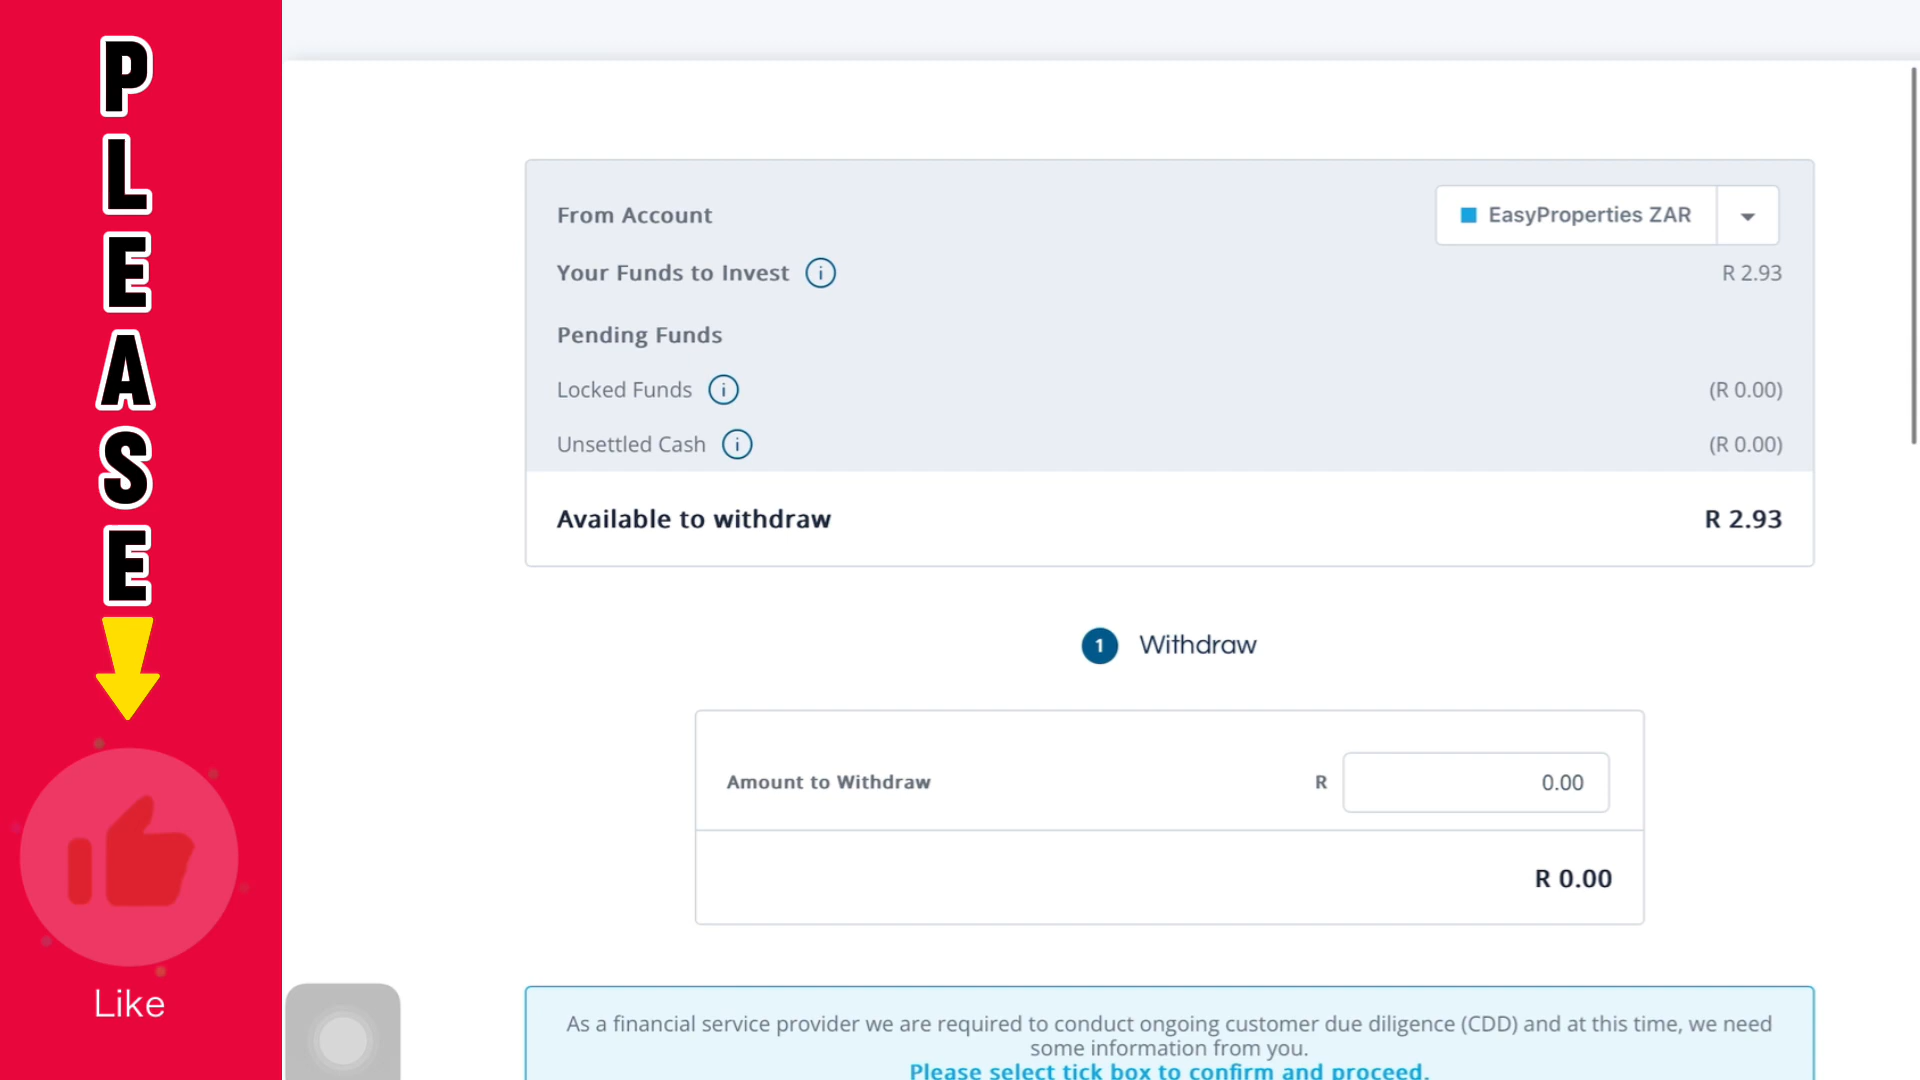 PLEASE
Like
From Account
EasyProperties ZAR
Your Funds to Invest
R 2.93
Pending Funds
Locked Funds
(R 0.00)
Unsettled Cash
(R 0.00)
Available to withdraw
R 2.93
1 Withdraw
Amount to Withdraw
R 0.00
R 0.00
As a financial service provider we are required to conduct ongoing customer due diligence (CDD) and at this time, we need
some information from you.
Please select tick box to confirm and proceed.